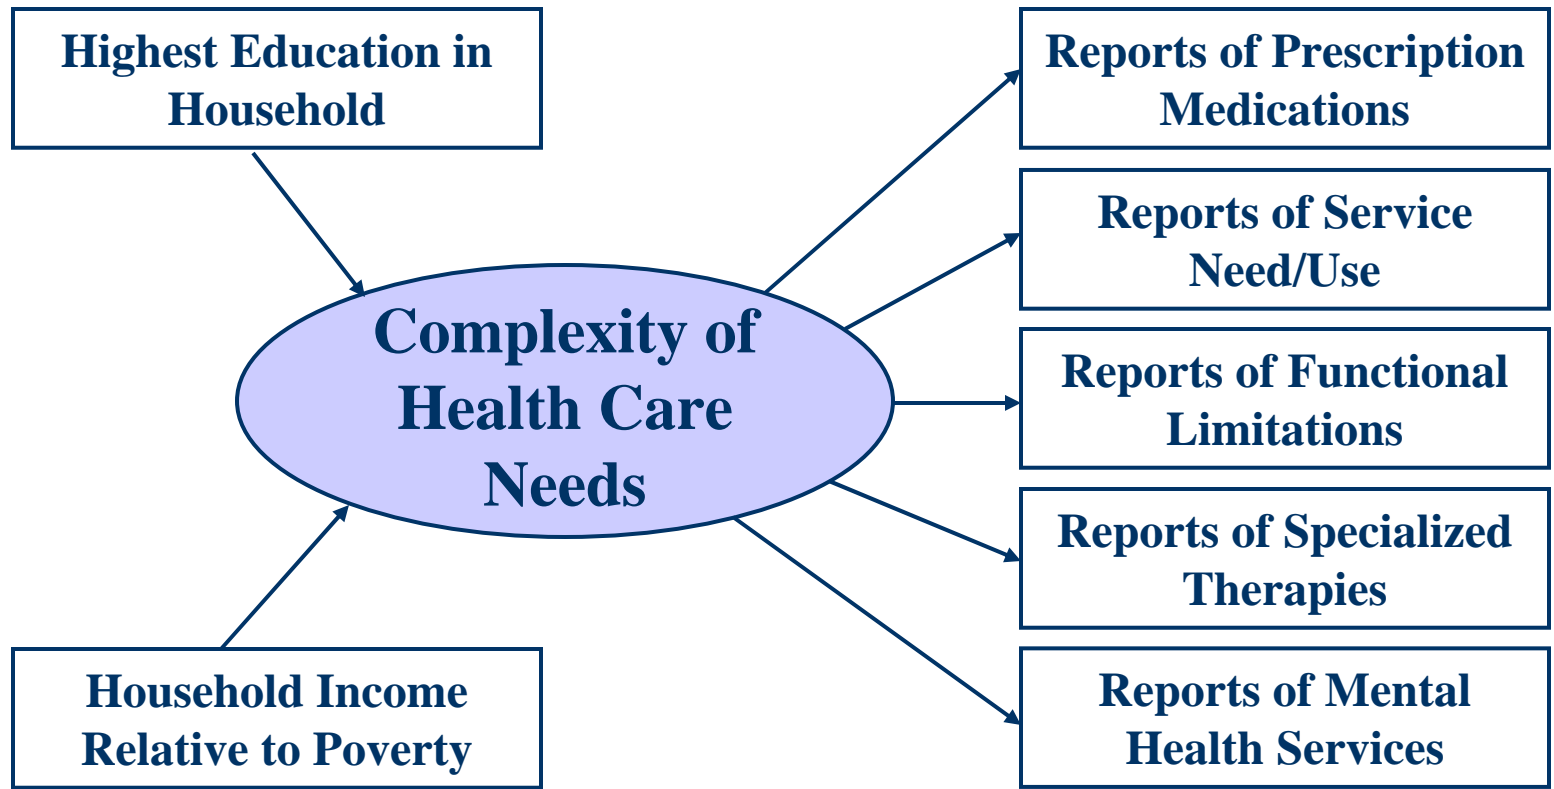 Highest Education in
Household
Complexity of
Health Care
Needs
Household Income
Relative to Poverty
Reports of Prescription
Medications
Reports of Service
Need/Use
Reports of Functional
Limitations
Reports of Specialized
Therapies
Reports of Mental
Health Services